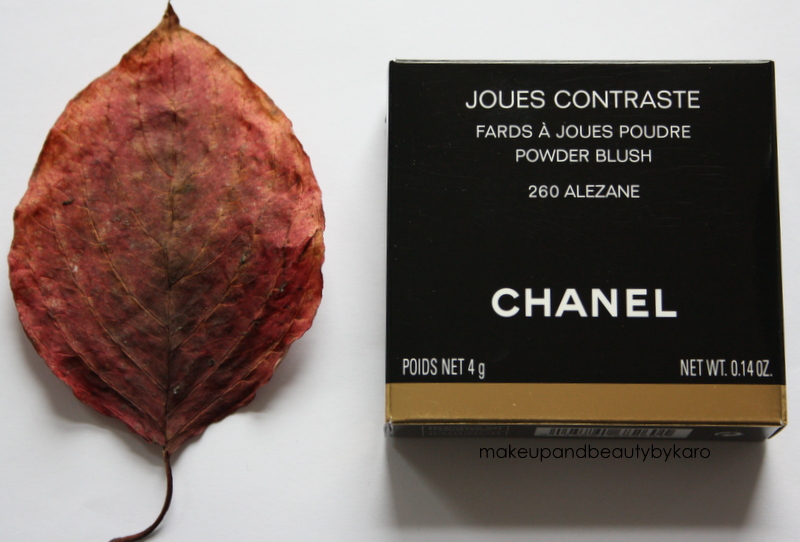 JOUES CONTRASTE
FARDS À JOUES POUDRE
POWDER BLUSH
260 ALEZANE
CHANEL
POIDS NET 4 g
NET WT. 0.14 OZ.
makeupandbeautybykaro